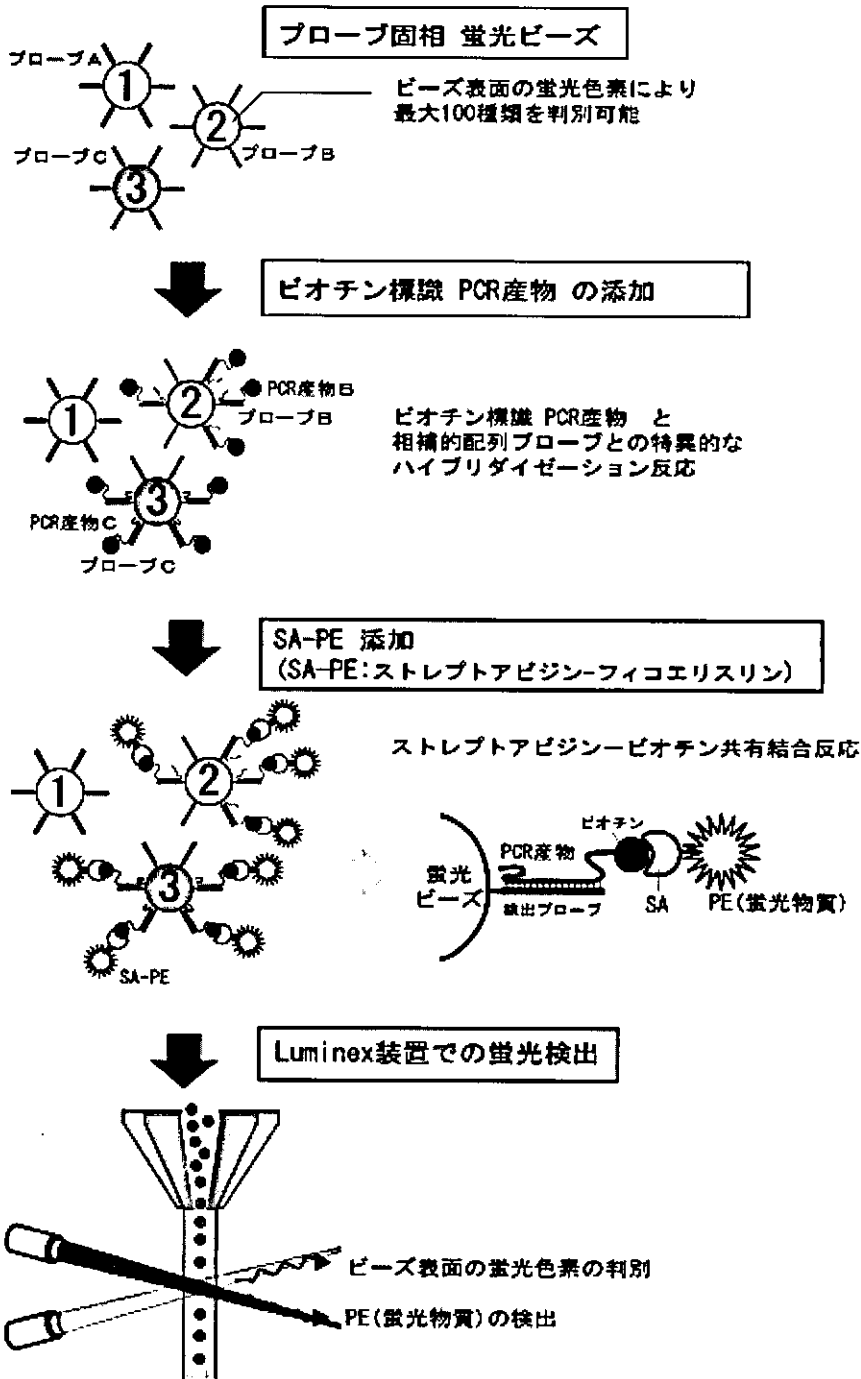 プローブ固相 蛍光ビーズ
プローブA
1
ビーズ表面の蛍光色素により
最大100種類を判別可能
2
プローブB
プローブC
3
ビオチン標識 PCR産物 の添加
PCR産物B
2
プローブB
1
ビオチン標識 PCR産物 と
相補的配列プローブとの特異的な
ハイブリダイゼーション反応
3
PCR産物C
プローブC
SA-PE 添加
(SA-PE:ストレプトアビジン-フィコエリスリン)
ストレプトアビジン−ビオチン共有結合反応
2
1
ビオチン
PCR産物
蛍光
ビーズ
検出プローブ
SA
PE(蛍光物質)
3
SA-PE
Luminex装置での蛍光検出
ビーズ表面の蛍光色素の判別
PE(蛍光物質)の検出